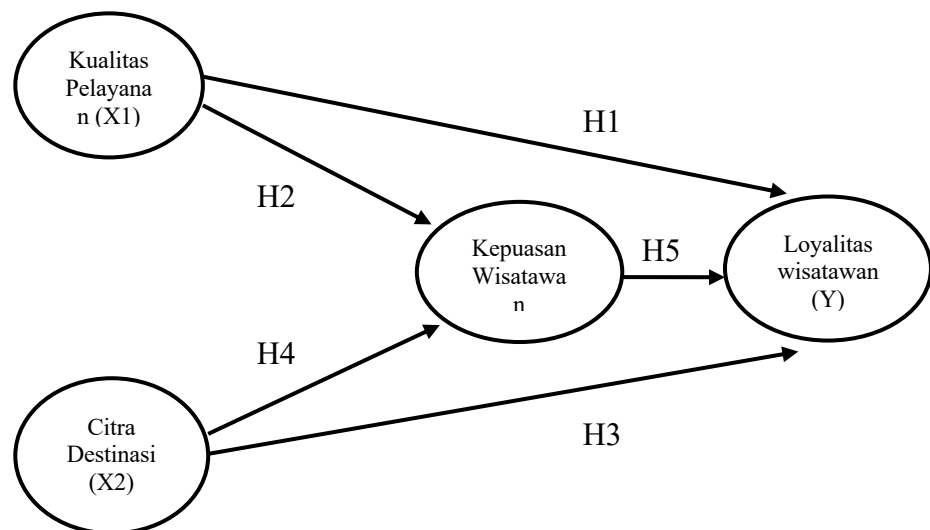 Kualitas
Pelayana
n (X1)
H1
H2
Kepuasan
Wisatawa
n
H5
Loyalitas
wisatawan
(Y)
H4
Citra
Destinasi
(X2)
H3